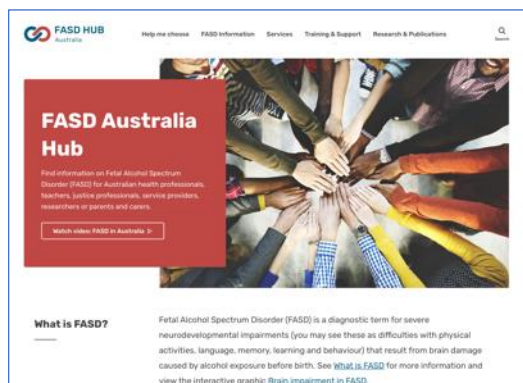 FASD HUB
Australia
Help me choose
FASD Information
Services
Training & Support
Research & Publications
Search
FASD Australia
Hub
Find information on Fetal Alcohol Spectrum
Disorder (FASD) for Australian health professionals,
teachers, justice professionals, service providers,
researchers or parents and carers.
Watch video: FASD in Australia
What is FASD?
Fetal Alcohol Spectrum Disorder (FASD) is a diagnostic term for severe
neurodevelopmental impairments (you may see these as difficulties with physical
activities, language, memory, learning and behaviour) that result from brain damage
caused by alcohol exposure before birth. See What is FASD for more information and
view the interactive graphic Brain impairment in FASD.